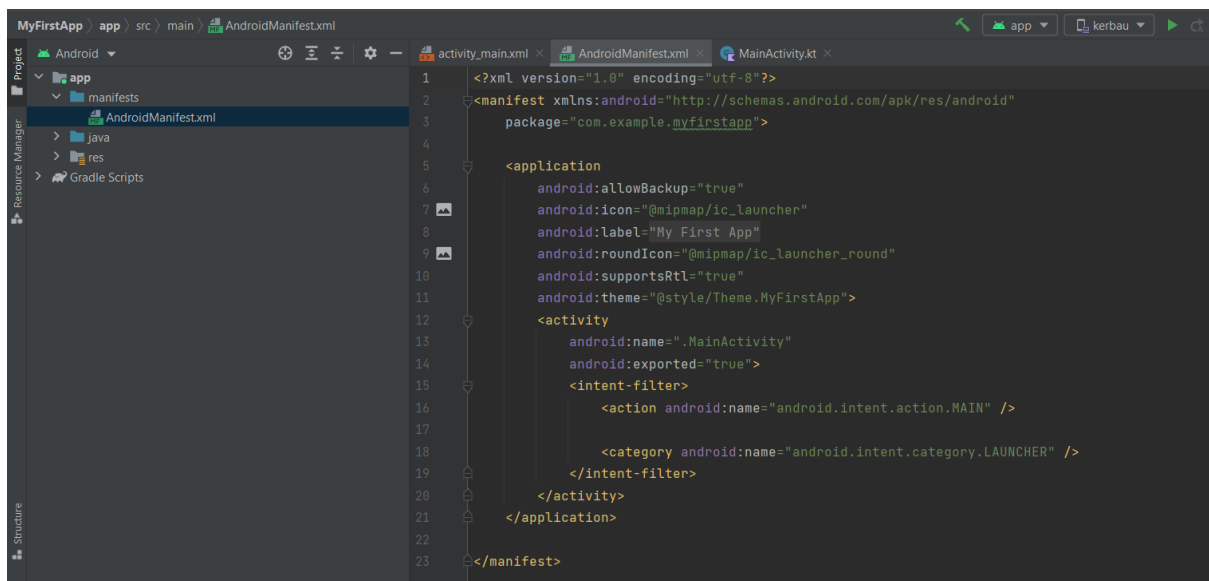 MyFirstApp app src main AndroidManifest.xml app kerbau
Project
Resource Manager
Structure
Android
app
manifests
AndroidManifest.xml
java
res
Gradle Scripts
activity_main.xml AndroidManifest.xml MainActivity.kt
1 <?xml version="1.0" encoding="utf-8"?>
2 <manifest xmlns:android="http://schemas.android.com/apk/res/android"
3 package="com.example.myfirstapp">
4
5 <application
6 android:allowBackup="true"
7 android:icon="@mipmap/ic_launcher"
8 android:label="My First App"
9 android:roundIcon="@mipmap/ic_launcher_round"
10 android:supportsRtl="true"
11 android:theme="@style/Theme.MyFirstApp">
12 <activity
13 android:name=".MainActivity"
14 android:exported="true">
15 <intent-filter>
16 <action android:name="android.intent.action.MAIN" />
17
18 <category android:name="android.intent.category.LAUNCHER" />
19 </intent-filter>
20 </activity>
21 </application>
22
23 </manifest>